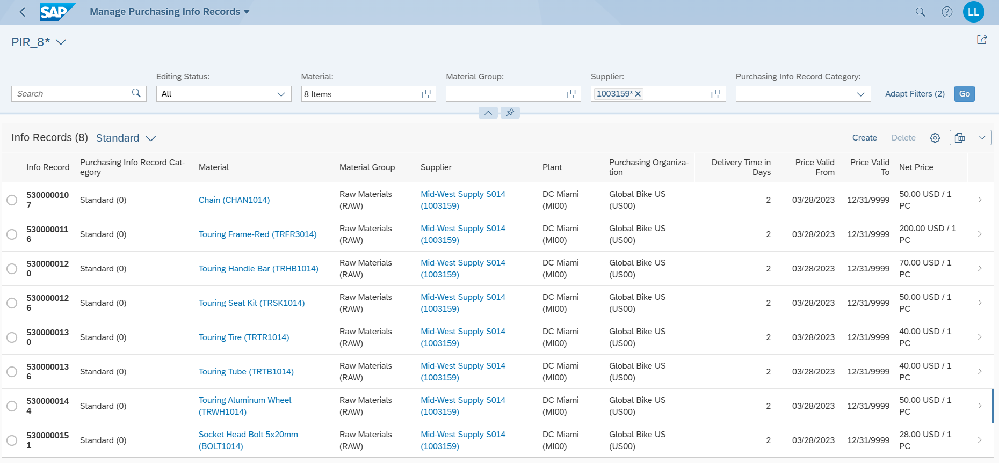 SAP Manage Purchasing Info Records LL
PIR_8*
Editing Status: Material: Material Group: Supplier: Purchasing Info Record Category:
Search All 8 Items 1003159* Adapt Filters (2) Go
Info Records (8) Standard Create Delete
Info Record Purchasing Info Record Cat-
egory Material Material Group Supplier Plant Purchasing Organiza-
tion Delivery Time in
Days Price Valid
From Price Valid
To Net Price
530000010
7 Standard (0) Chain (CHAN1014) Raw Materials
(RAW) Mid-West Supply S014
(1003159) DC Miami
(MI00) Global Bike US
(US00) 2 03/28/2023 12/31/9999 50.00 USD / 1
PC
530000011
6 Standard (0) Touring Frame-Red (TRFR3014) Raw Materials
(RAW) Mid-West Supply S014
(1003159) DC Miami
(MI00) Global Bike US
(US00) 2 03/28/2023 12/31/9999 200.00 USD / 1
PC
530000012
0 Standard (0) Touring Handle Bar (TRHB1014) Raw Materials
(RAW) Mid-West Supply S014
(1003159) DC Miami
(MI00) Global Bike US
(US00) 2 03/28/2023 12/31/9999 70.00 USD / 1
PC
530000012
6 Standard (0) Touring Seat Kit (TRSK1014) Raw Materials
(RAW) Mid-West Supply S014
(1003159) DC Miami
(MI00) Global Bike US
(US00) 2 03/28/2023 12/31/9999 50.00 USD / 1
PC
530000013
0 Standard (0) Touring Tire (TRTR1014) Raw Materials
(RAW) Mid-West Supply S014
(1003159) DC Miami
(MI00) Global Bike US
(US00) 2 03/28/2023 12/31/9999 40.00 USD / 1
PC
530000013
6 Standard (0) Touring Tube (TRTB1014) Raw Materials
(RAW) Mid-West Supply S014
(1003159) DC Miami
(MI00) Global Bike US
(US00) 2 03/28/2023 12/31/9999 40.00 USD / 1
PC
530000014
4 Standard (0) Touring Aluminum Wheel
(TRWH1014) Raw Materials
(RAW) Mid-West Supply S014
(1003159) DC Miami
(MI00) Global Bike US
(US00) 2 03/28/2023 12/31/9999 50.00 USD / 1
PC
530000015
1 Standard (0) Socket Head Bolt 5x20mm
(BOLT1014) Raw Materials
(RAW) Mid-West Supply S014
(1003159) DC Miami
(MI00) Global Bike US
(US00) 2 03/28/2023 12/31/9999 28.00 USD / 1
PC